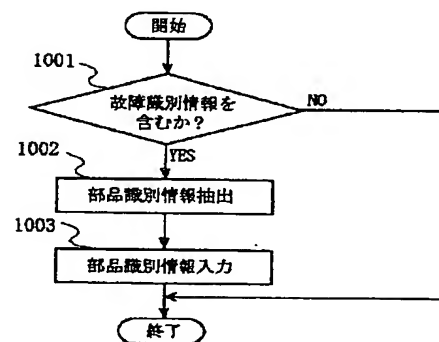 開始
1001
故障識別情報を
含むか?
NO
YES
1002
部品識別情報抽出
1003
部品識別情報入力
終了